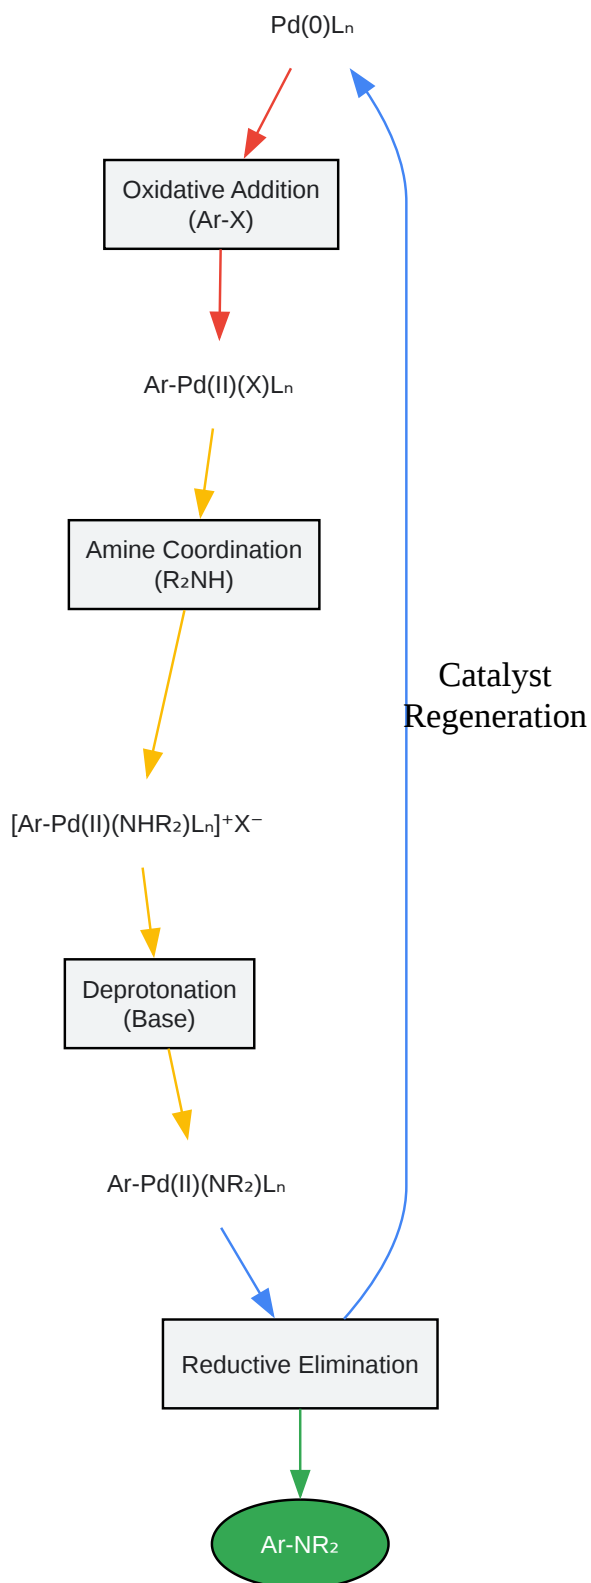 Pd(0)Lₙ
Oxidative Addition
(Ar-X)
Ar-Pd(II)(X)Lₙ
Amine Coordination
(R₂NH)
Catalyst
Regeneration
[Ar-Pd(II)(NHR₂)Lₙ]⁺X⁻
Deprotonation
(Base)
Ar-Pd(II)(NR₂)Lₙ
Reductive Elimination
Ar-NR₂